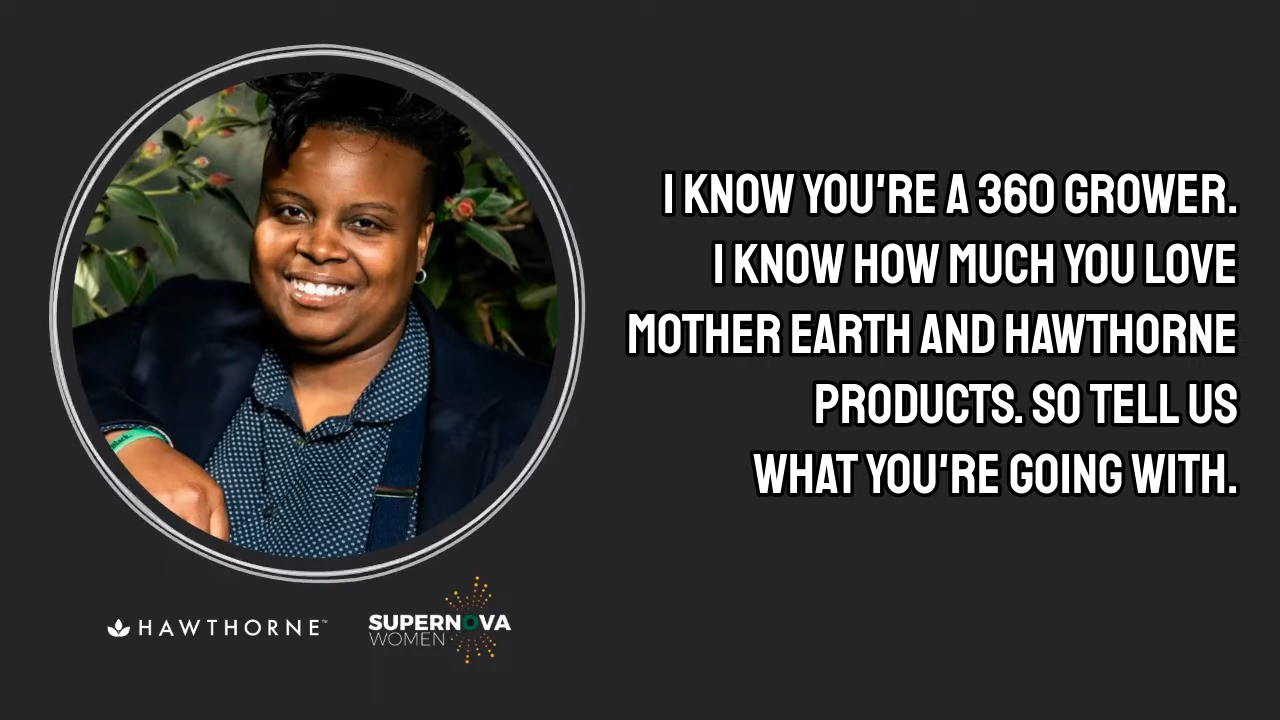 I KNOW YOU'RE A 360 GROWER.
I KNOW HOW MUCH YOU LOVE
MOTHER EARTH AND HAWTHORNE
PRODUCTS. SO TELL US
WHAT YOU'RE GOING WITH.
HAWTHORNE™
SUPERNOVA
WOMEN